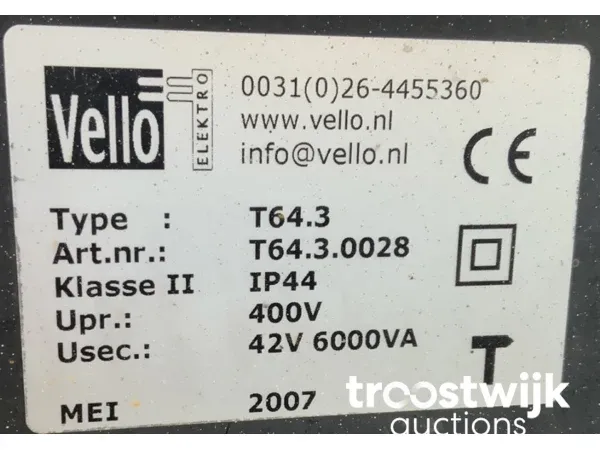 Vello ELEKTRO
0031(0)26-4455360
www.vello.nl
info@vello.nl
CE
Type : T64.3
Art.nr.: T64.3.0028
Klasse II IP44
Upr.: 400V
Usec.: 42V 6000VA
T
MEI 2007
troostwijk
auctions